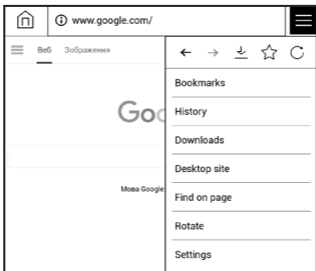 www.google.com/
Веб Зображення
Goo
Мова Google:
Bookmarks
History
Downloads
Desktop site
Find on page
Rotate
Settings